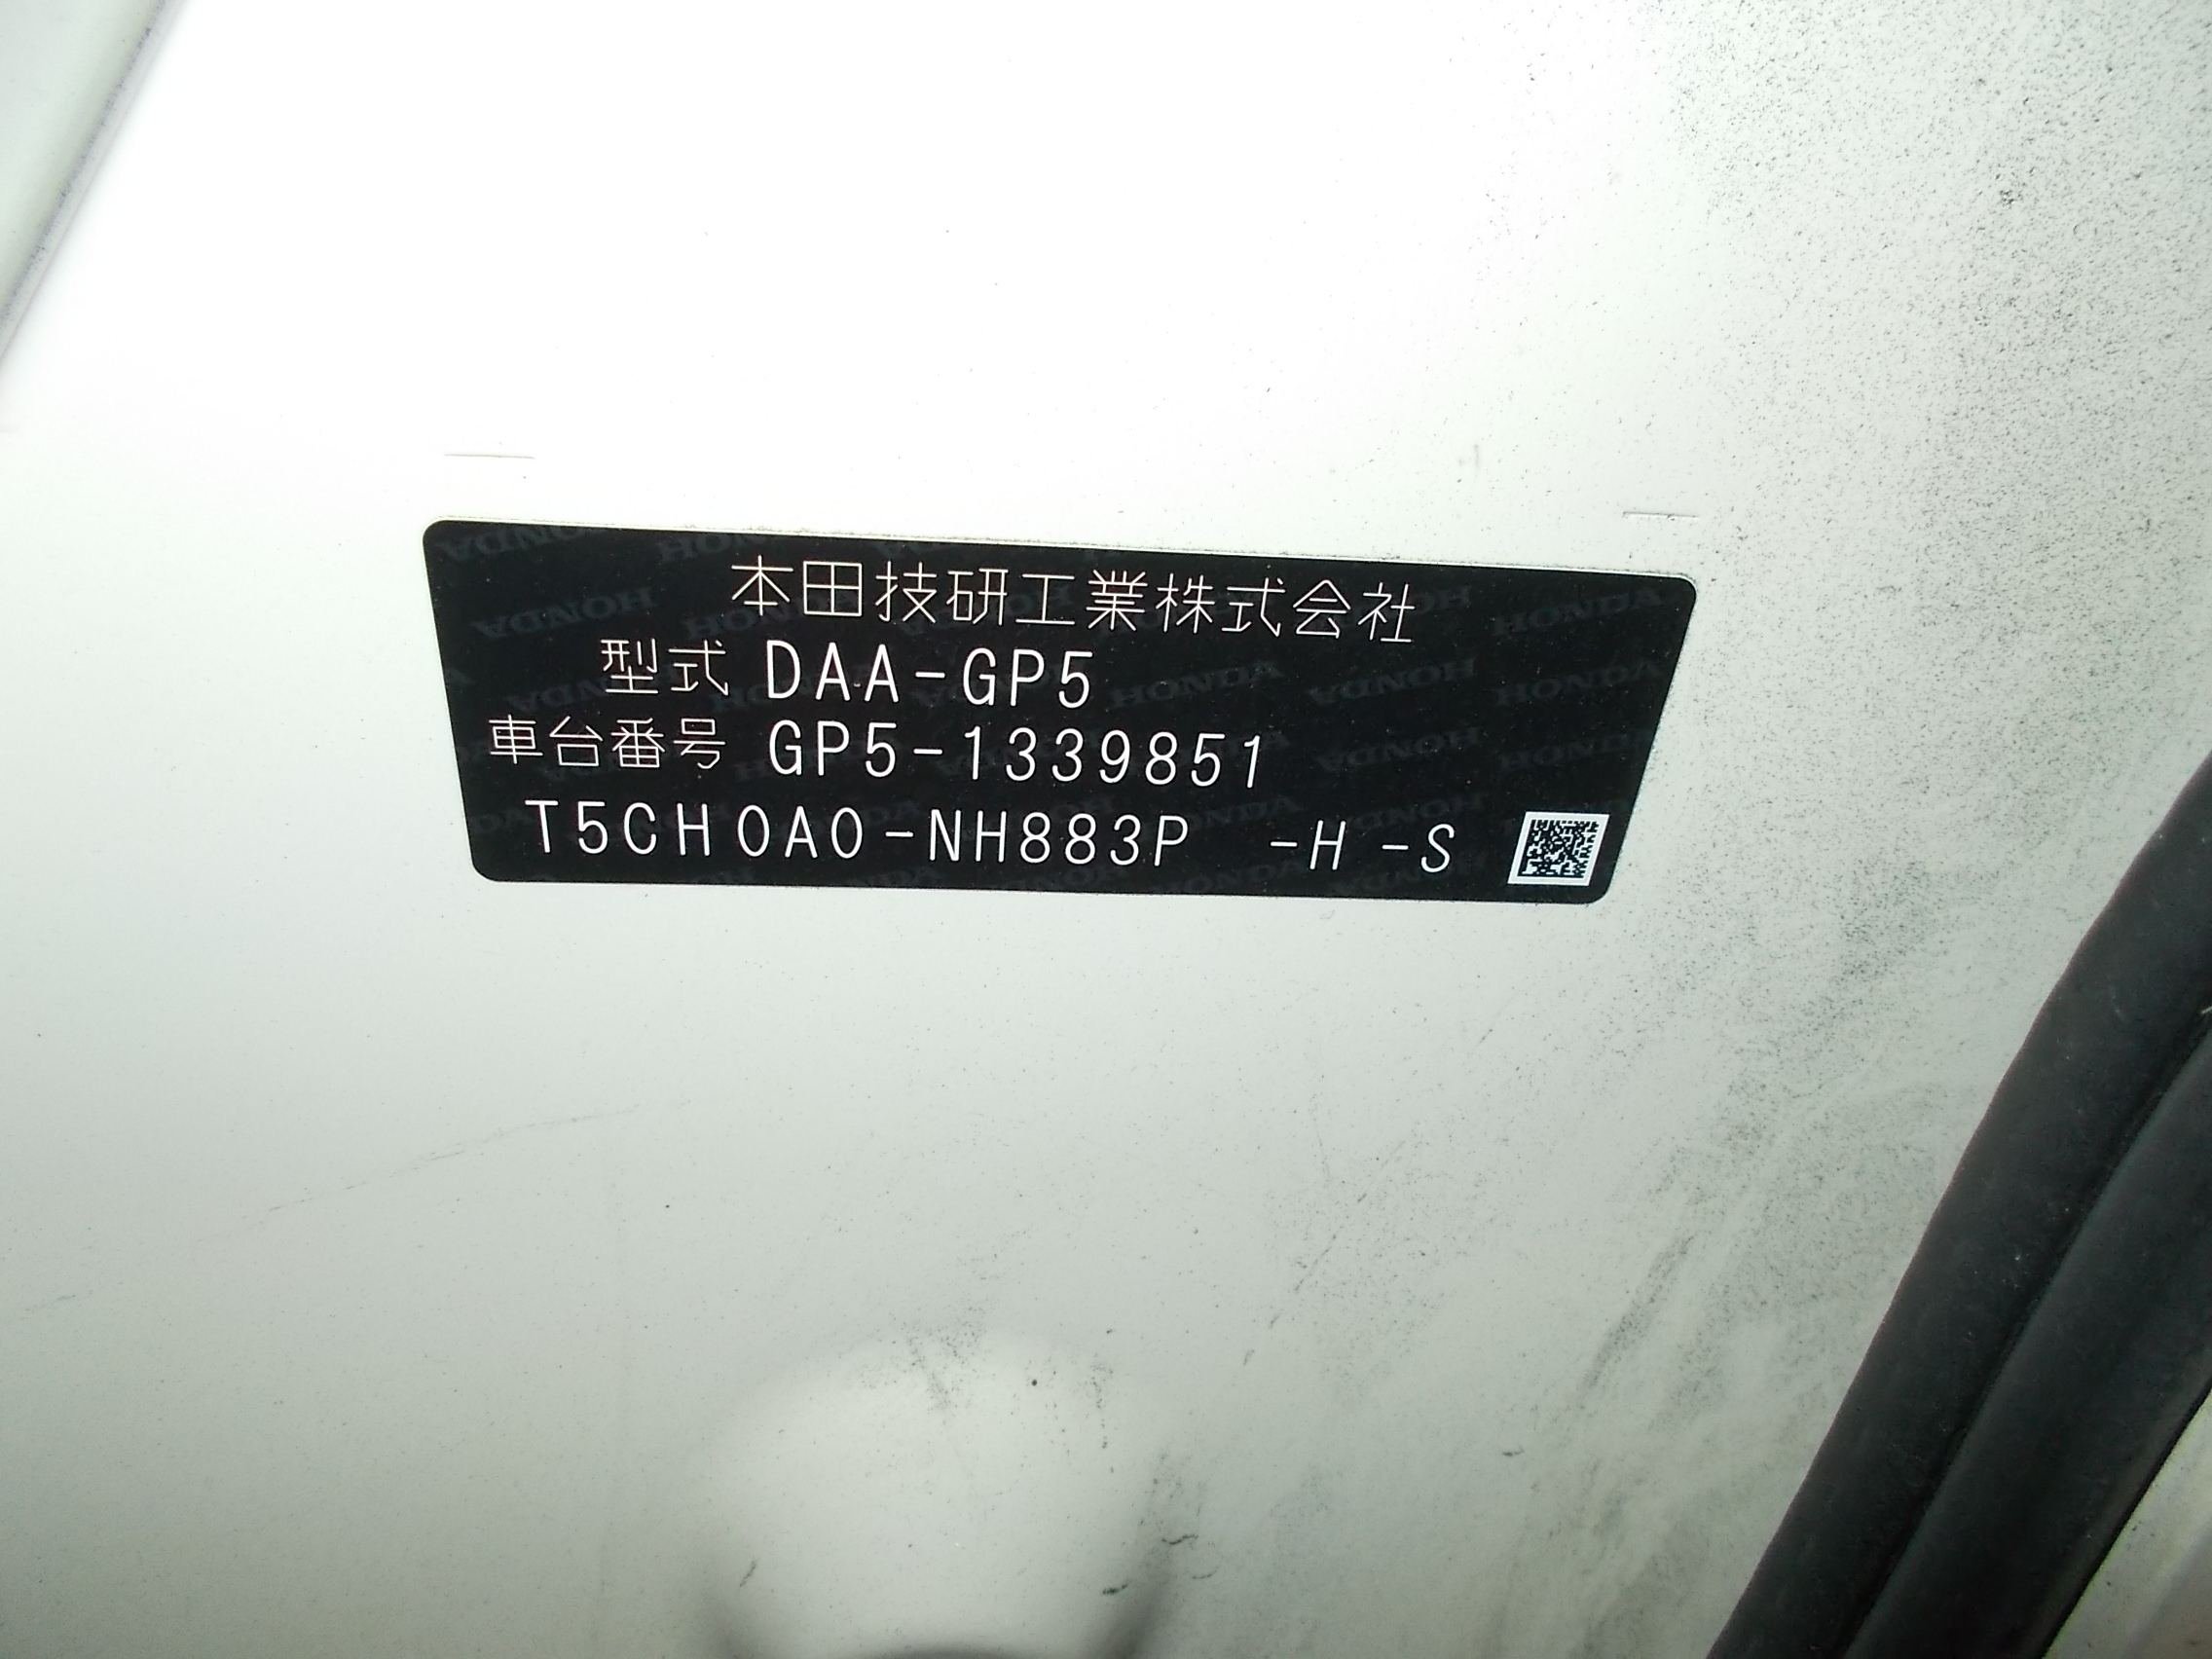 本田技研工業株式会社
型式 DAA-GP5
車台番号 GP5-1339851
T5CH0A0-NH883P -H -S